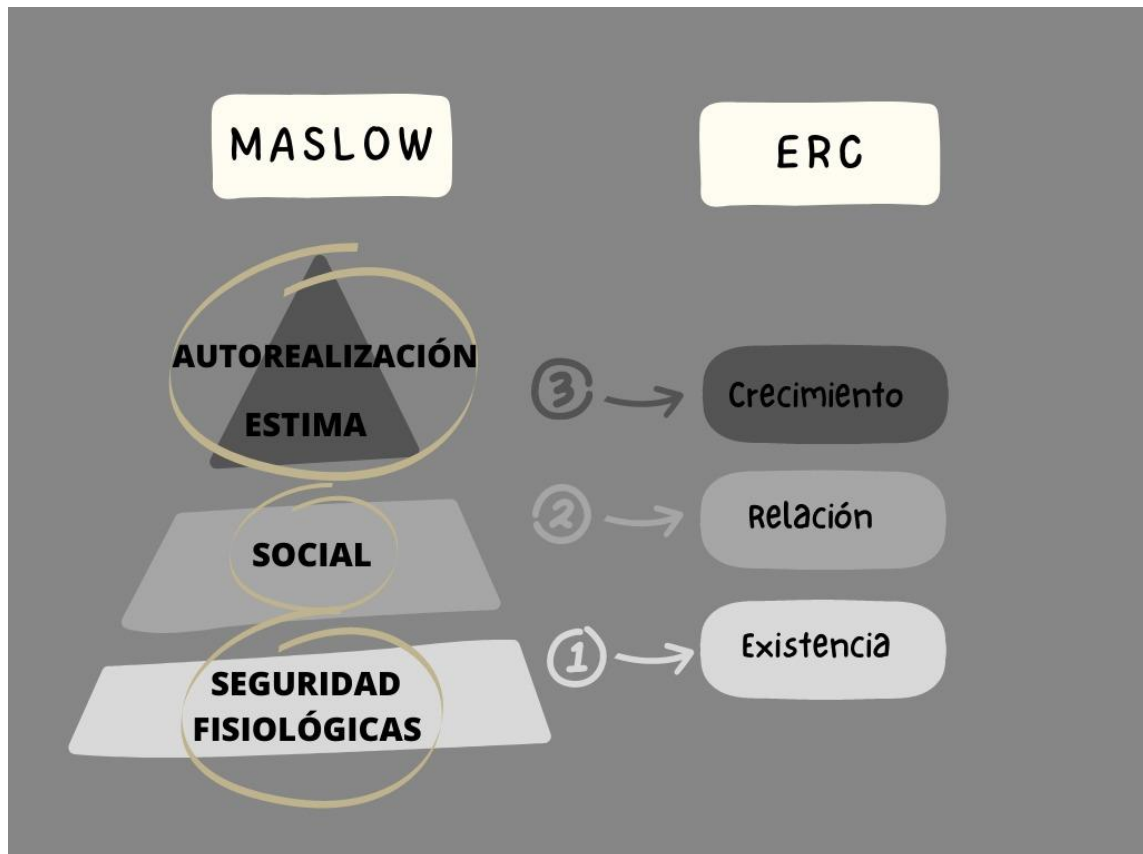 MASLOW
ERC
AUTOREALIZACIÓN
ESTIMA
3
Crecimiento
SOCIAL
2
Relación
SEGURIDAD
FISIOLÓGICAS
1
Existencia